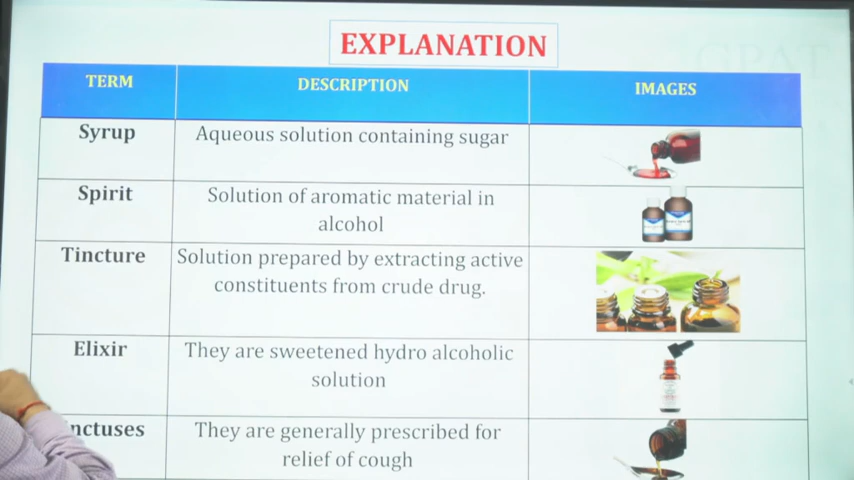 EXPLANATION
GPAT
TERM DESCRIPTION IMAGES
Syrup Aqueous solution containing sugar
Spirit Solution of aromatic material in
alcohol
Tincture Solution prepared by extracting active
constituents from crude drug.
Elixir They are sweetened hydro alcoholic
solution
nctuses They are generally prescribed for
relief of cough